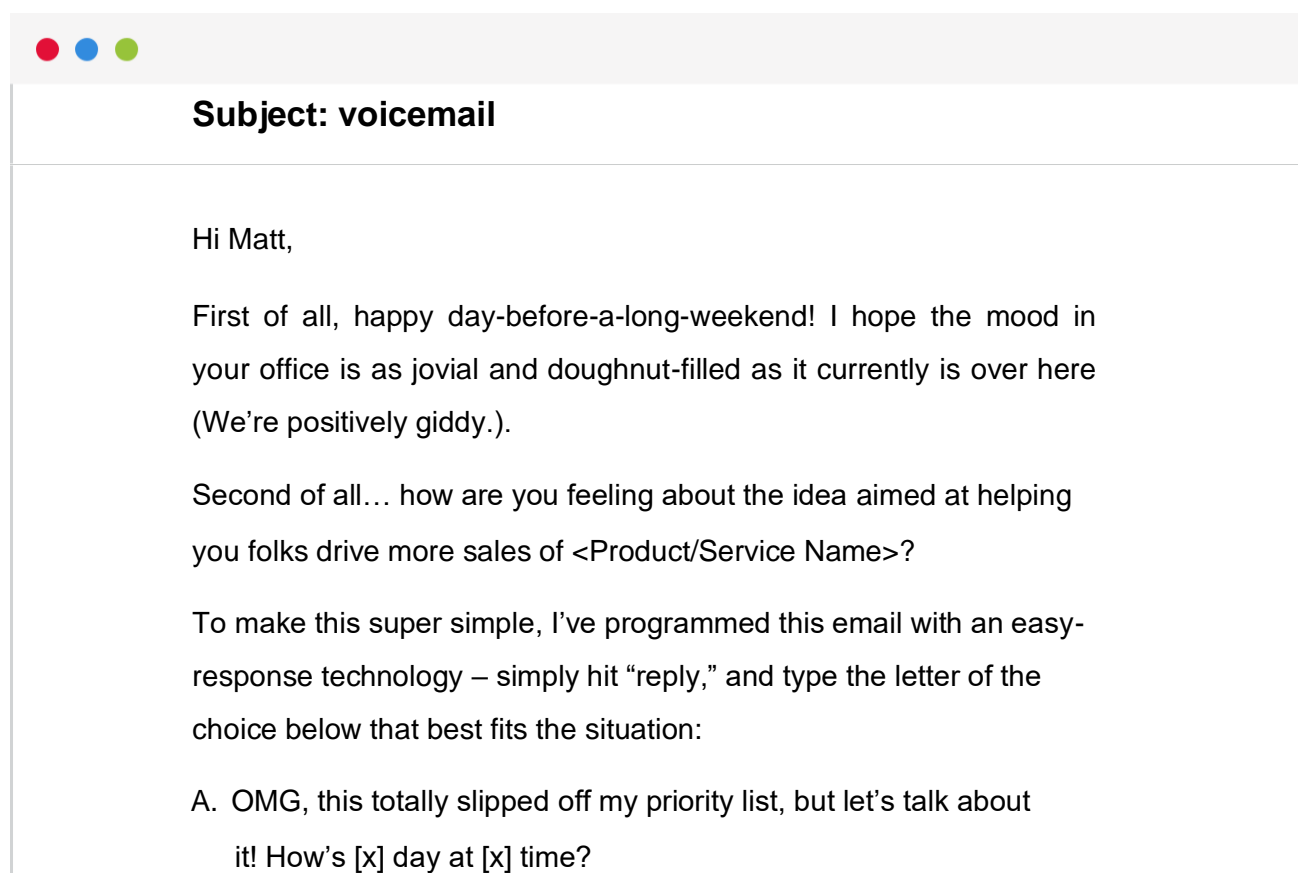 Subject: voicemail
Hi Matt,
First of all, happy day-before-a-long-weekend! I hope the mood in
your office is as jovial and doughnut-filled as it currently is over here
(We’re positively giddy.).
Second of all… how are you feeling about the idea aimed at helping
you folks drive more sales of <Product/Service Name>?
To make this super simple, I’ve programmed this email with an easy-
response technology – simply hit “reply,” and type the letter of the
choice below that best fits the situation:
A. OMG, this totally slipped off my priority list, but let’s talk about
it! How’s [x] day at [x] time?